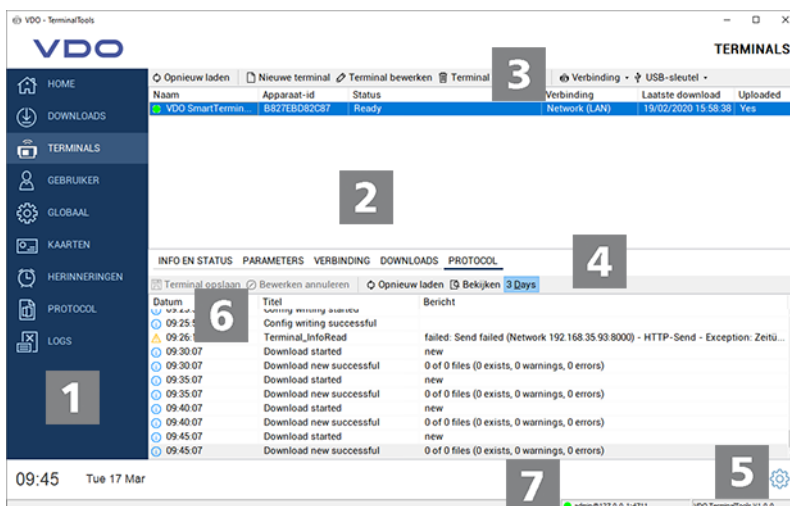 VDO - TerminalTools
VDO
TERMINALS
HOME
DOWNLOADS
TERMINALS
GEBRUIKER
GLOBAAL
KAARTEN
HERINNERINGEN
PROTOCOL
LOGS
1
Opnieuw laden Nieuwe terminal Terminal bewerken Terminal Verbinding USB-sleutel
3
Naam Apparaat-id Status Verbinding Laatste download Uploaded
VDO SmartTermin... B827EBD82C87 Ready Network (LAN) 19/02/2020 15:58:38 Yes
2
INFO EN STATUS PARAMETERS VERBINDING DOWNLOADS PROTOCOL
4
Terminal opslaan Bewerken annuleren Opnieuw laden Bekijken 3 Days
6
Datum Titel Bericht
Config writing started
09:25:5 Config writing successful
09:26:1 Terminal_InfoRead failed: Send failed (Network 192.168.35.93:8000) - HTTP-Send - Exception: Zeitü...
09:30:07 Download started new
09:30:07 Download new successful 0 of 0 files (0 exists, 0 warnings, 0 errors)
09:35:07 Download started new
09:35:07 Download new successful 0 of 0 files (0 exists, 0 warnings, 0 errors)
09:40:07 Download started new
09:40:07 Download new successful 0 of 0 files (0 exists, 0 warnings, 0 errors)
09:45:07 Download started new
09:45:07 Download new successful 0 of 0 files (0 exists, 0 warnings, 0 errors)
09:45 Tue 17 Mar
7
5